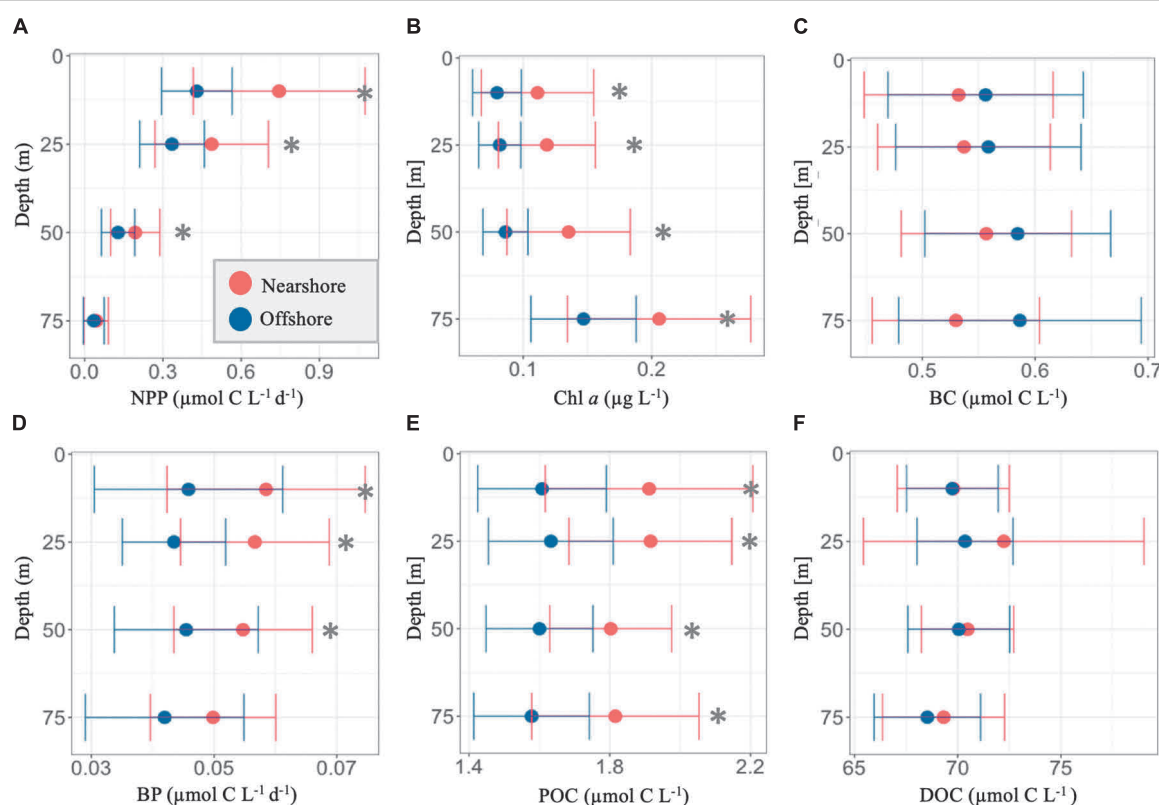 A
0
25
50
75
Depth (m)
Nearshore
Offshore
*
*
*
0.0 0.3 0.6 0.9
NPP (µmol C L⁻¹ d⁻¹)
B
0
25
50
75
Depth [m]
*
*
*
*
0.1 0.2
Chl a (µg L⁻¹)
C
0
25
50
75
Depth [m]
0.5 0.6 0.7
BC (µmol C L⁻¹)
D
0
25
50
75
Depth (m)
*
*
*
0.03 0.05 0.07
BP (µmol C L⁻¹ d⁻¹)
E
0
25
50
75
Depth [m]
*
*
*
*
1.4 1.8 2.2
POC (µmol C L⁻¹)
F
0
25
50
75
Depth [m]
65 70 75
DOC (µmol C L⁻¹)